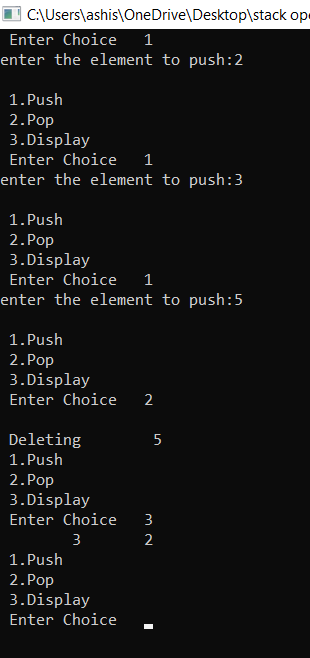 C:\Users\ashis\OneDrive\Desktop\stack ope
Enter Choice   1
enter the element to push:2

1.Push
2.Pop
3.Display
Enter Choice   1
enter the element to push:3

1.Push
2.Pop
3.Display
Enter Choice   1
enter the element to push:5

1.Push
2.Pop
3.Display
Enter Choice   2

Deleting        5
1.Push
2.Pop
3.Display
Enter Choice   3
        3       2
1.Push
2.Pop
3.Display
Enter Choice